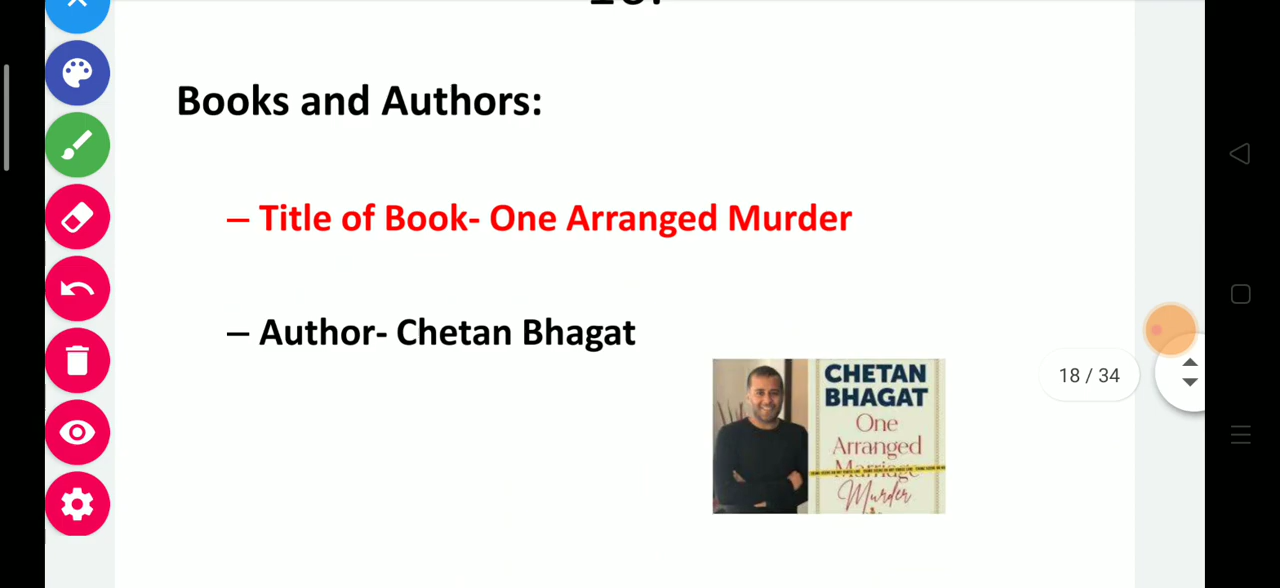 Books and Authors:
– Title of Book- One Arranged Murder
– Author- Chetan Bhagat
CHETAN
BHAGAT
One
Arranged
Marriage
Murder
18 / 34